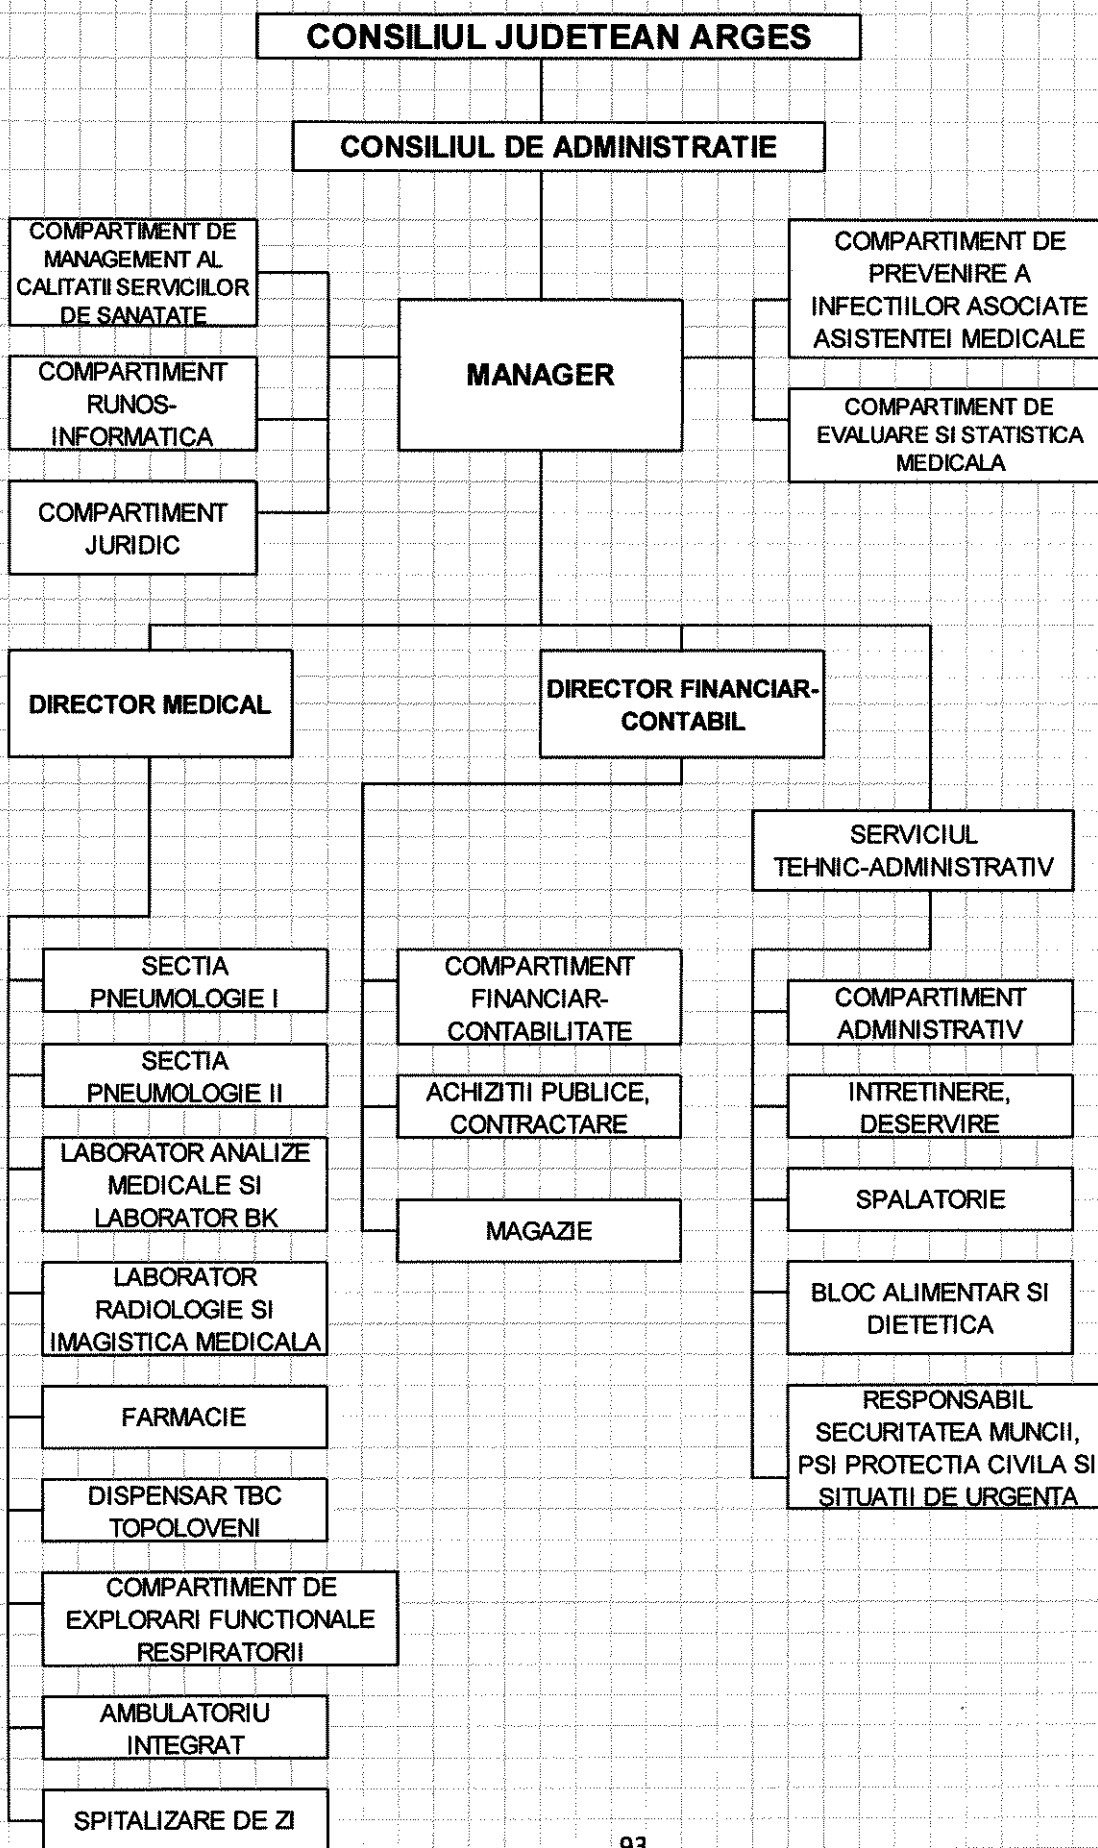 CONSILIUL JUDETEAN ARGES
CONSILIUL DE ADMINISTRATIE
COMPARTIMENT DE
MANAGEMENT AL
CALITATII SERVICIILOR
DE SANATATE
COMPARTIMENT
RUNOS-
INFORMATICA
COMPARTIMENT
JURIDIC
MANAGER
COMPARTIMENT DE
PREVENIRE A
INFECTIILOR ASOCIATE
ASISTENTEI MEDICALE
COMPARTIMENT DE
EVALUARE SI STATISTICA
MEDICALA
DIRECTOR MEDICAL
DIRECTOR FINANCIAR-
CONTABIL
SERVICIUL
TEHNIC-ADMINISTRATIV
SECTIA
PNEUMOLOGIE I
SECTIA
PNEUMOLOGIE II
LABORATOR ANALIZE
MEDICALE SI
LABORATOR BK
LABORATOR
RADIOLOGIE SI
IMAGISTICA MEDICALA
FARMACIE
DISPENSAR TBC
TOPOLOVENI
COMPARTIMENT DE
EXPLORARI FUNCTIONALE
RESPIRATORII
AMBULATORIU
INTEGRAT
SPITALIZARE DE ZI
COMPARTIMENT
FINANCIAR-
CONTABILITATE
ACHIZITII PUBLICE,
CONTRACTARE
MAGAZIE
COMPARTIMENT
ADMINISTRATIV
INTRETINERE,
DESERVIRE
SPALATORIE
BLOC ALIMENTAR SI
DIETETICA
RESPONSABIL
SECURITATEA MUNCII,
PSI PROTECTIA CIVILA SI
SITUATII DE URGENTA
93